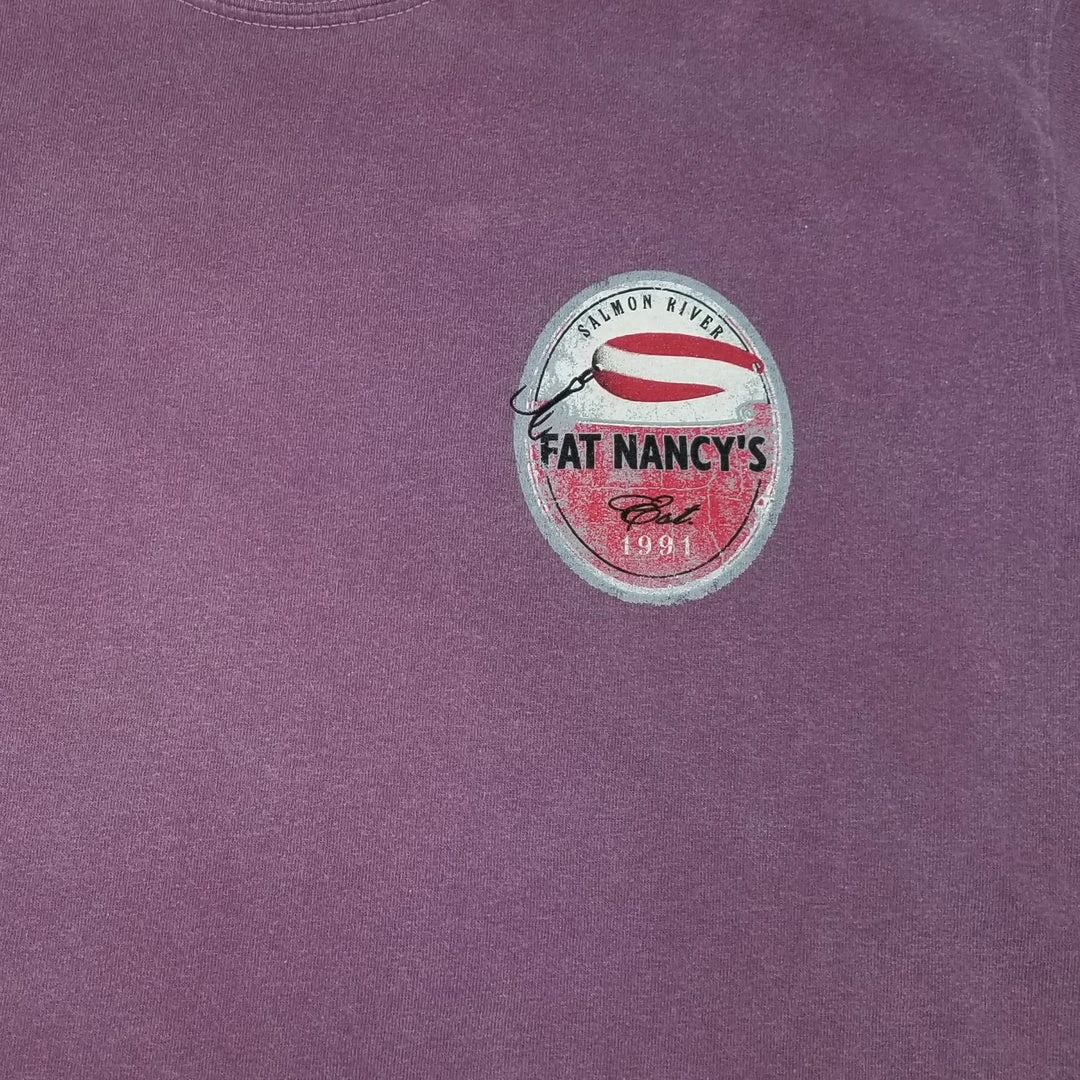 SALMON RIVER
FAT NANCY'S
Est.
1991